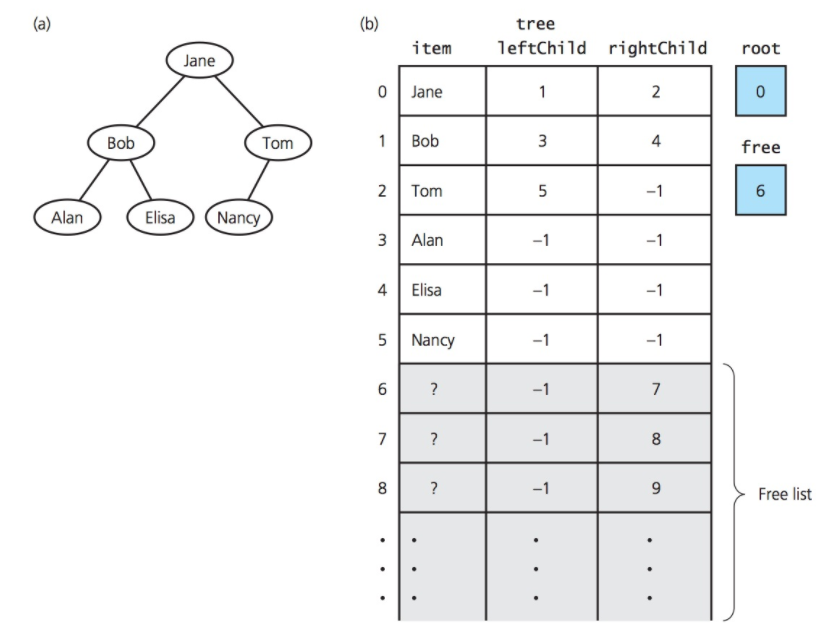 (a)
Jane
Bob
Tom
Alan
Elisa
Nancy
(b)
tree
item leftChild rightChild root
0 Jane 1 2 0
1 Bob 3 4
free
2 Tom 5 –1 6
3 Alan –1 –1
4 Elisa –1 –1
5 Nancy –1 –1
6 ? –1 7
7 ? –1 8
8 ? –1 9
Free list